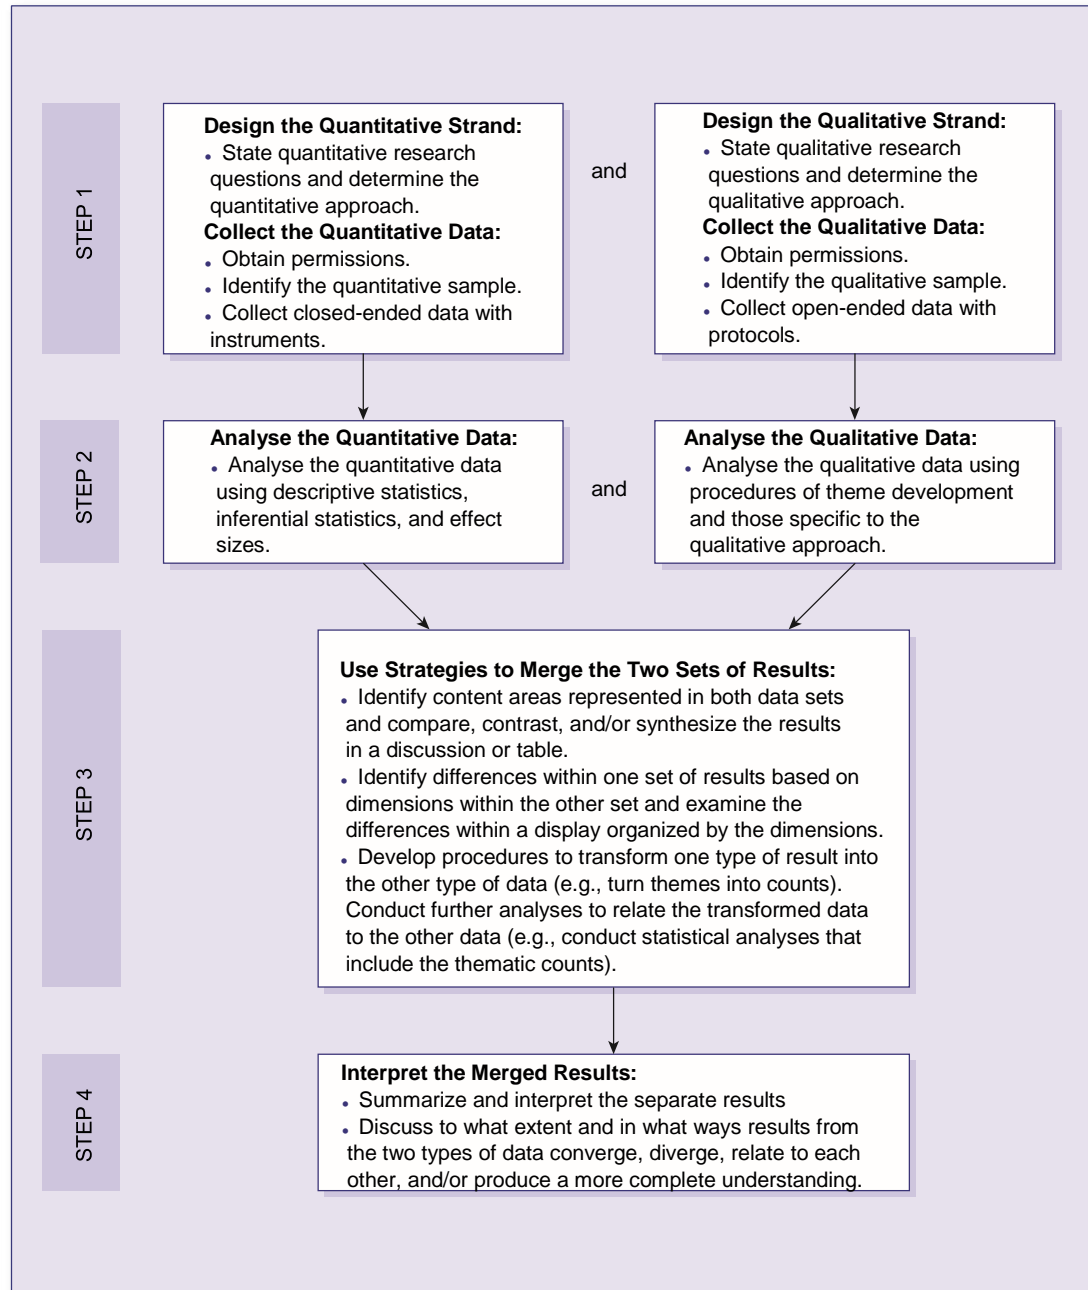 STEP 1
Design the Quantitative Strand:
• State quantitative research
questions and determine the
quantitative approach.
Collect the Quantitative Data:
• Obtain permissions.
• Identify the quantitative sample.
• Collect closed-ended data with
instruments.
and
Design the Qualitative Strand:
• State qualitative research
questions and determine the
qualitative approach.
Collect the Qualitative Data:
• Obtain permissions.
• Identify the qualitative sample.
• Collect open-ended data with
protocols.
STEP 2
Analyse the Quantitative Data:
• Analyse the quantitative data
using descriptive statistics,
inferential statistics, and effect
sizes.
and
Analyse the Qualitative Data:
• Analyse the qualitative data using
procedures of theme development
and those specific to the
qualitative approach.
STEP 3
Use Strategies to Merge the Two Sets of Results:
• Identify content areas represented in both data sets
and compare, contrast, and/or synthesize the results
in a discussion or table.
• Identify differences within one set of results based on
dimensions within the other set and examine the
differences within a display organized by the dimensions.
• Develop procedures to transform one type of result into
the other type of data (e.g., turn themes into counts).
Conduct further analyses to relate the transformed data
to the other data (e.g., conduct statistical analyses that
include the thematic counts).
STEP 4
Interpret the Merged Results:
• Summarize and interpret the separate results
• Discuss to what extent and in what ways results from
the two types of data converge, diverge, relate to each
other, and/or produce a more complete understanding.